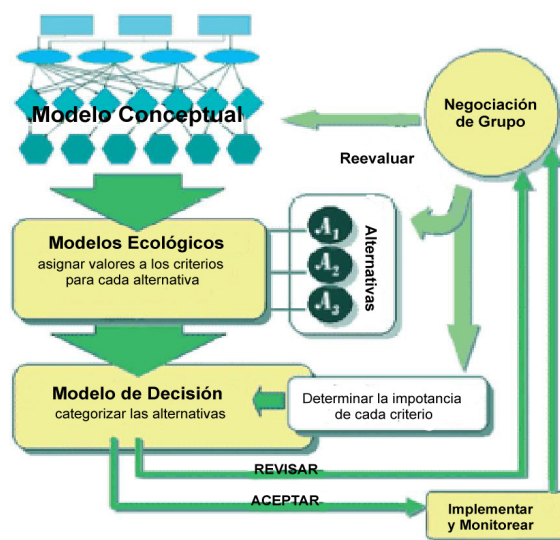 Modelo Conceptual
Negociación
de Grupo
Reevaluar
Modelos Ecológicos
asignar valores a los criterios
para cada alternativa
A1
A2
A3
Alternativas
Modelo de Decisión
categorizar las alternativas
Determinar la impotancia
de cada criterio
REVISAR
ACEPTAR
Implementar
y Monitorear